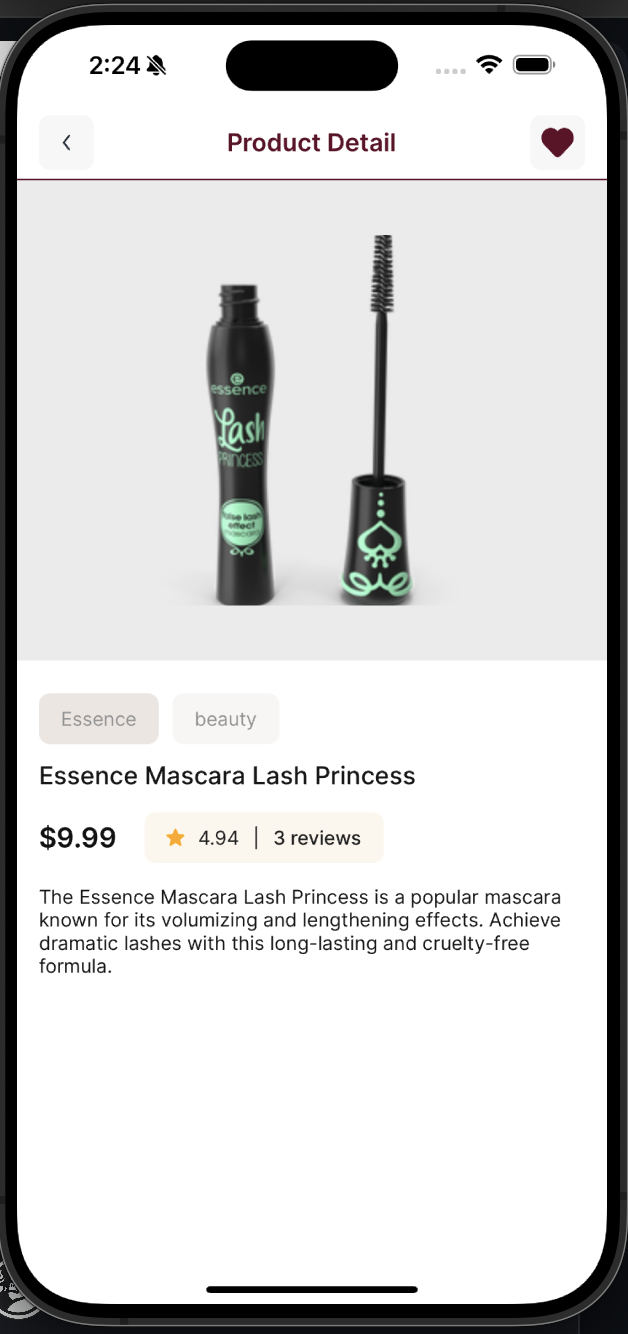 2:24
Product Detail
essence
Lash
PRINCESS
false lash
effect
mascara
Essence
beauty
Essence Mascara Lash Princess
$9.99
4.94 | 3 reviews
The Essence Mascara Lash Princess is a popular mascara
known for its volumizing and lengthening effects. Achieve
dramatic lashes with this long-lasting and cruelty-free
formula.